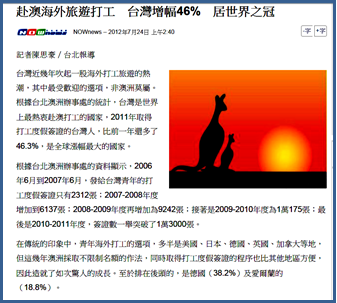 赴澳海外旅遊打工　台灣增幅46%　居世界之冠
NOWnews – 2012年7月24日 上午2:40
-字 +字
記者陳思豪／台北報導
台灣近幾年吹起一股海外打工旅遊的熱
潮，其中最受歡迎的選項，非澳洲莫屬。
根據台北澳洲辦事處的統計，台灣是世界
上最熱衷赴澳打工的國家，2011年取得
打工度假簽證的台灣人，比前一年還多了
46.3%，是全球漲幅最大的國家。
根據台北澳洲辦事處的資料顯示，2006
年6月到2007年6月，發給台灣青年的打
工度假簽證只有2312張；2007-2008年度
增加到6137張；2008-2009年度再增加為9242張；接著是2009-2010年度為1萬175張；最
後是2010-2011年度，簽證數一舉突破了1萬3000張。
在傳統的印象中，青年海外打工的選項，多半是美國、日本、德國、英國、加拿大等地，
但這幾年澳洲採取不限制名額的作法，同時取得打工度假簽證的程序也比其他地區方便，
因此造就了如次驚人的成長。至於排在後頭的，是德國（38.2%）及愛爾蘭的
（18.8%）。